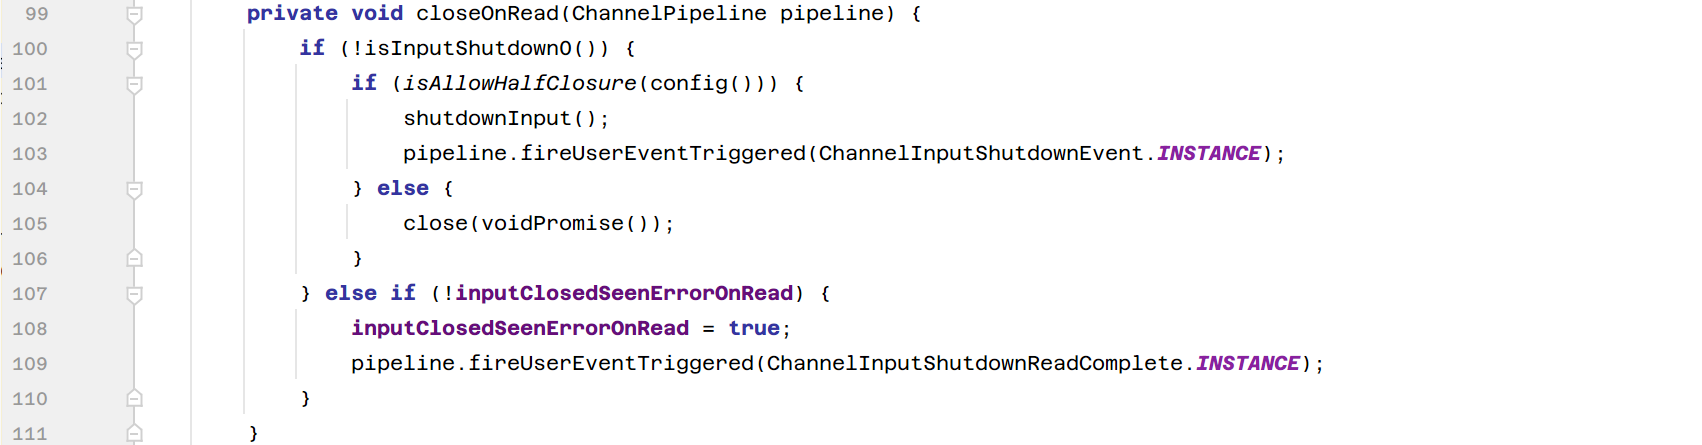 99 private void closeOnRead(ChannelPipeline pipeline) {
100 if (!isInputShutdown0()) {
101 if (isAllowHalfClosure(config())) {
102 shutdownInput();
103 pipeline.fireUserEventTriggered(ChannelInputShutdownEvent.INSTANCE);
104 } else {
105 close(voidPromise());
106 }
107 } else if (!inputClosedSeenErrorOnRead) {
108 inputClosedSeenErrorOnRead = true;
109 pipeline.fireUserEventTriggered(ChannelInputShutdownReadComplete.INSTANCE);
110 }
111 }